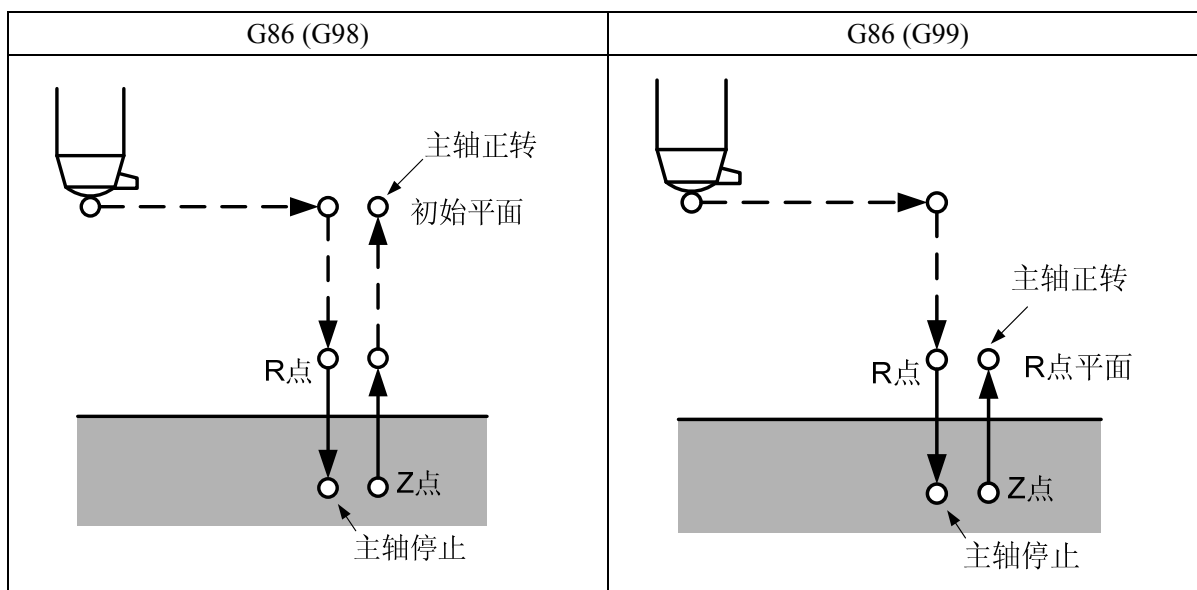 G86 (G98)
主轴正转
初始平面
R点
Z点
主轴停止
G86 (G99)
主轴正转
R点
R点平面
Z点
主轴停止